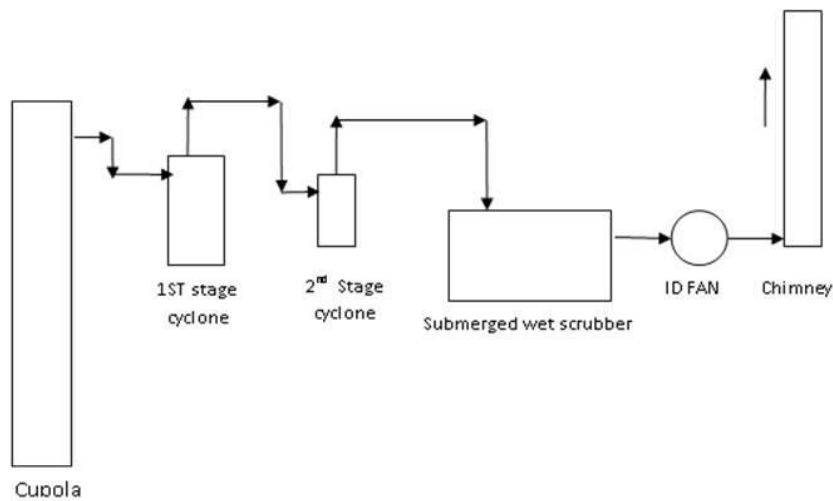 1ST stage
cyclone
2nd Stage
cyclone
Submerged wet scrubber
ID FAN
Chimney
Cupola